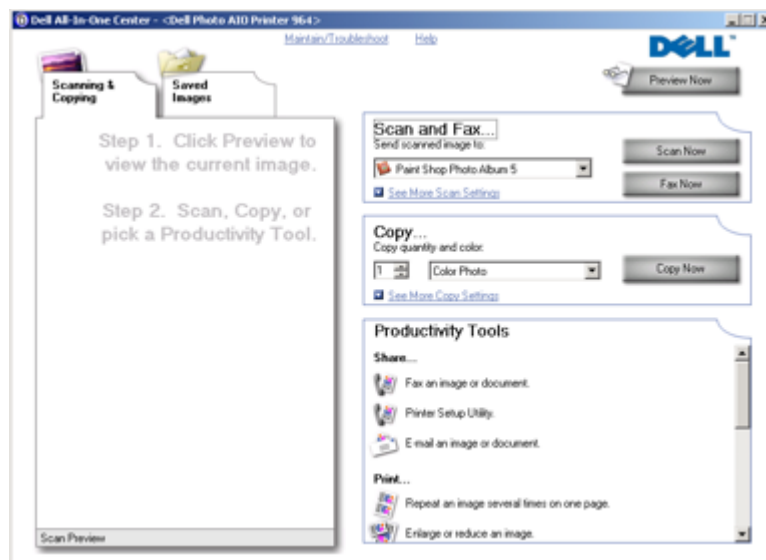 Dell All-In-One Center - <Dell Photo AIO Printer 964>
Maintain/Troubleshoot Help
DELL™
Preview Now
Scanning &
Copying
Saved
Images
Step 1. Click Preview to
view the current image.
Step 2. Scan, Copy, or
pick a Productivity Tool.
Scan Preview
Scan and Fax...
Send scanned image to:
Paint Shop Photo Album 5
See More Scan Settings
Scan Now
Fax Now
Copy...
Copy quantity and color.
1 Color Photo
See More Copy Settings
Copy Now
Productivity Tools
Share...
Fax an image or document.
Printer Setup Utility.
E-mail an image or document.
Print...
Repeat an image several times on one page.
Enlarge or reduce an image.